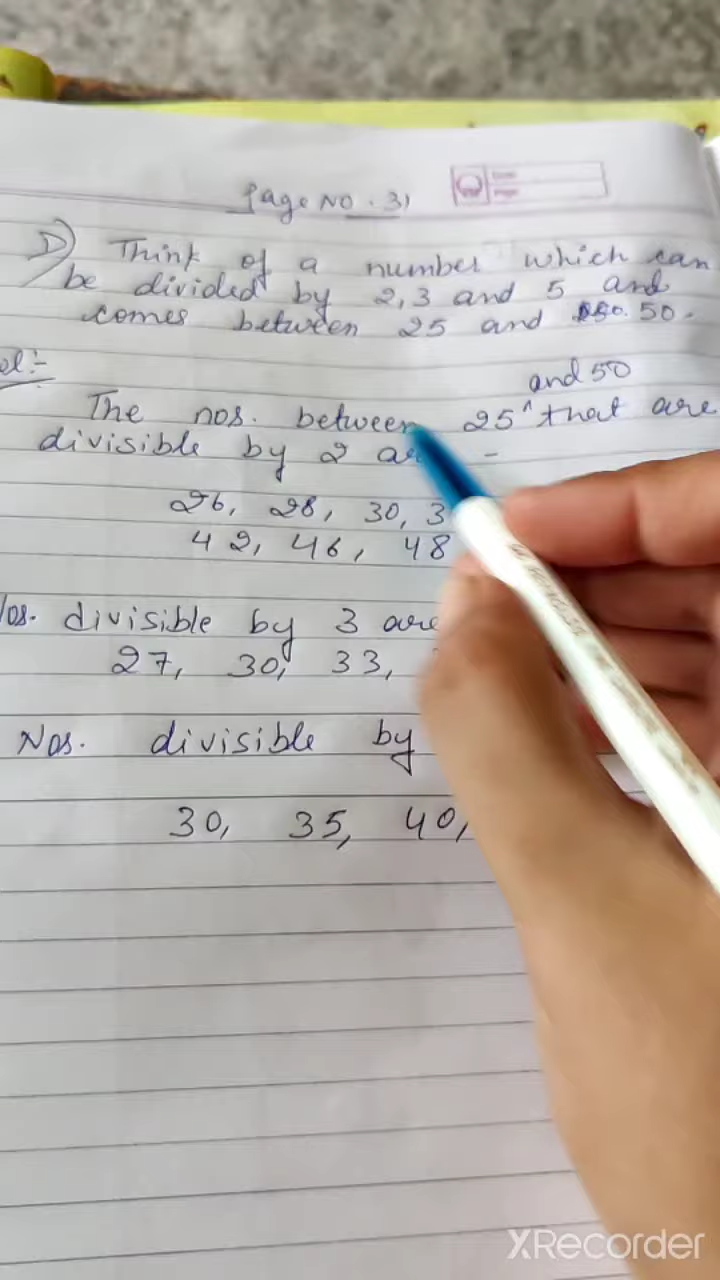 Page No. 31
1) Think of a number which can
be divided by 2, 3 and 5 and
comes between 25 and 50.
Sol:-
and 50
The nos. between 25 ^ that are
divisible by 2 -
26, 28, 30, 3
42, 46, 48
Nos. divisible by 3 are
27, 30, 33,
Nos. divisible by
30, 35, 40,
XRecorder